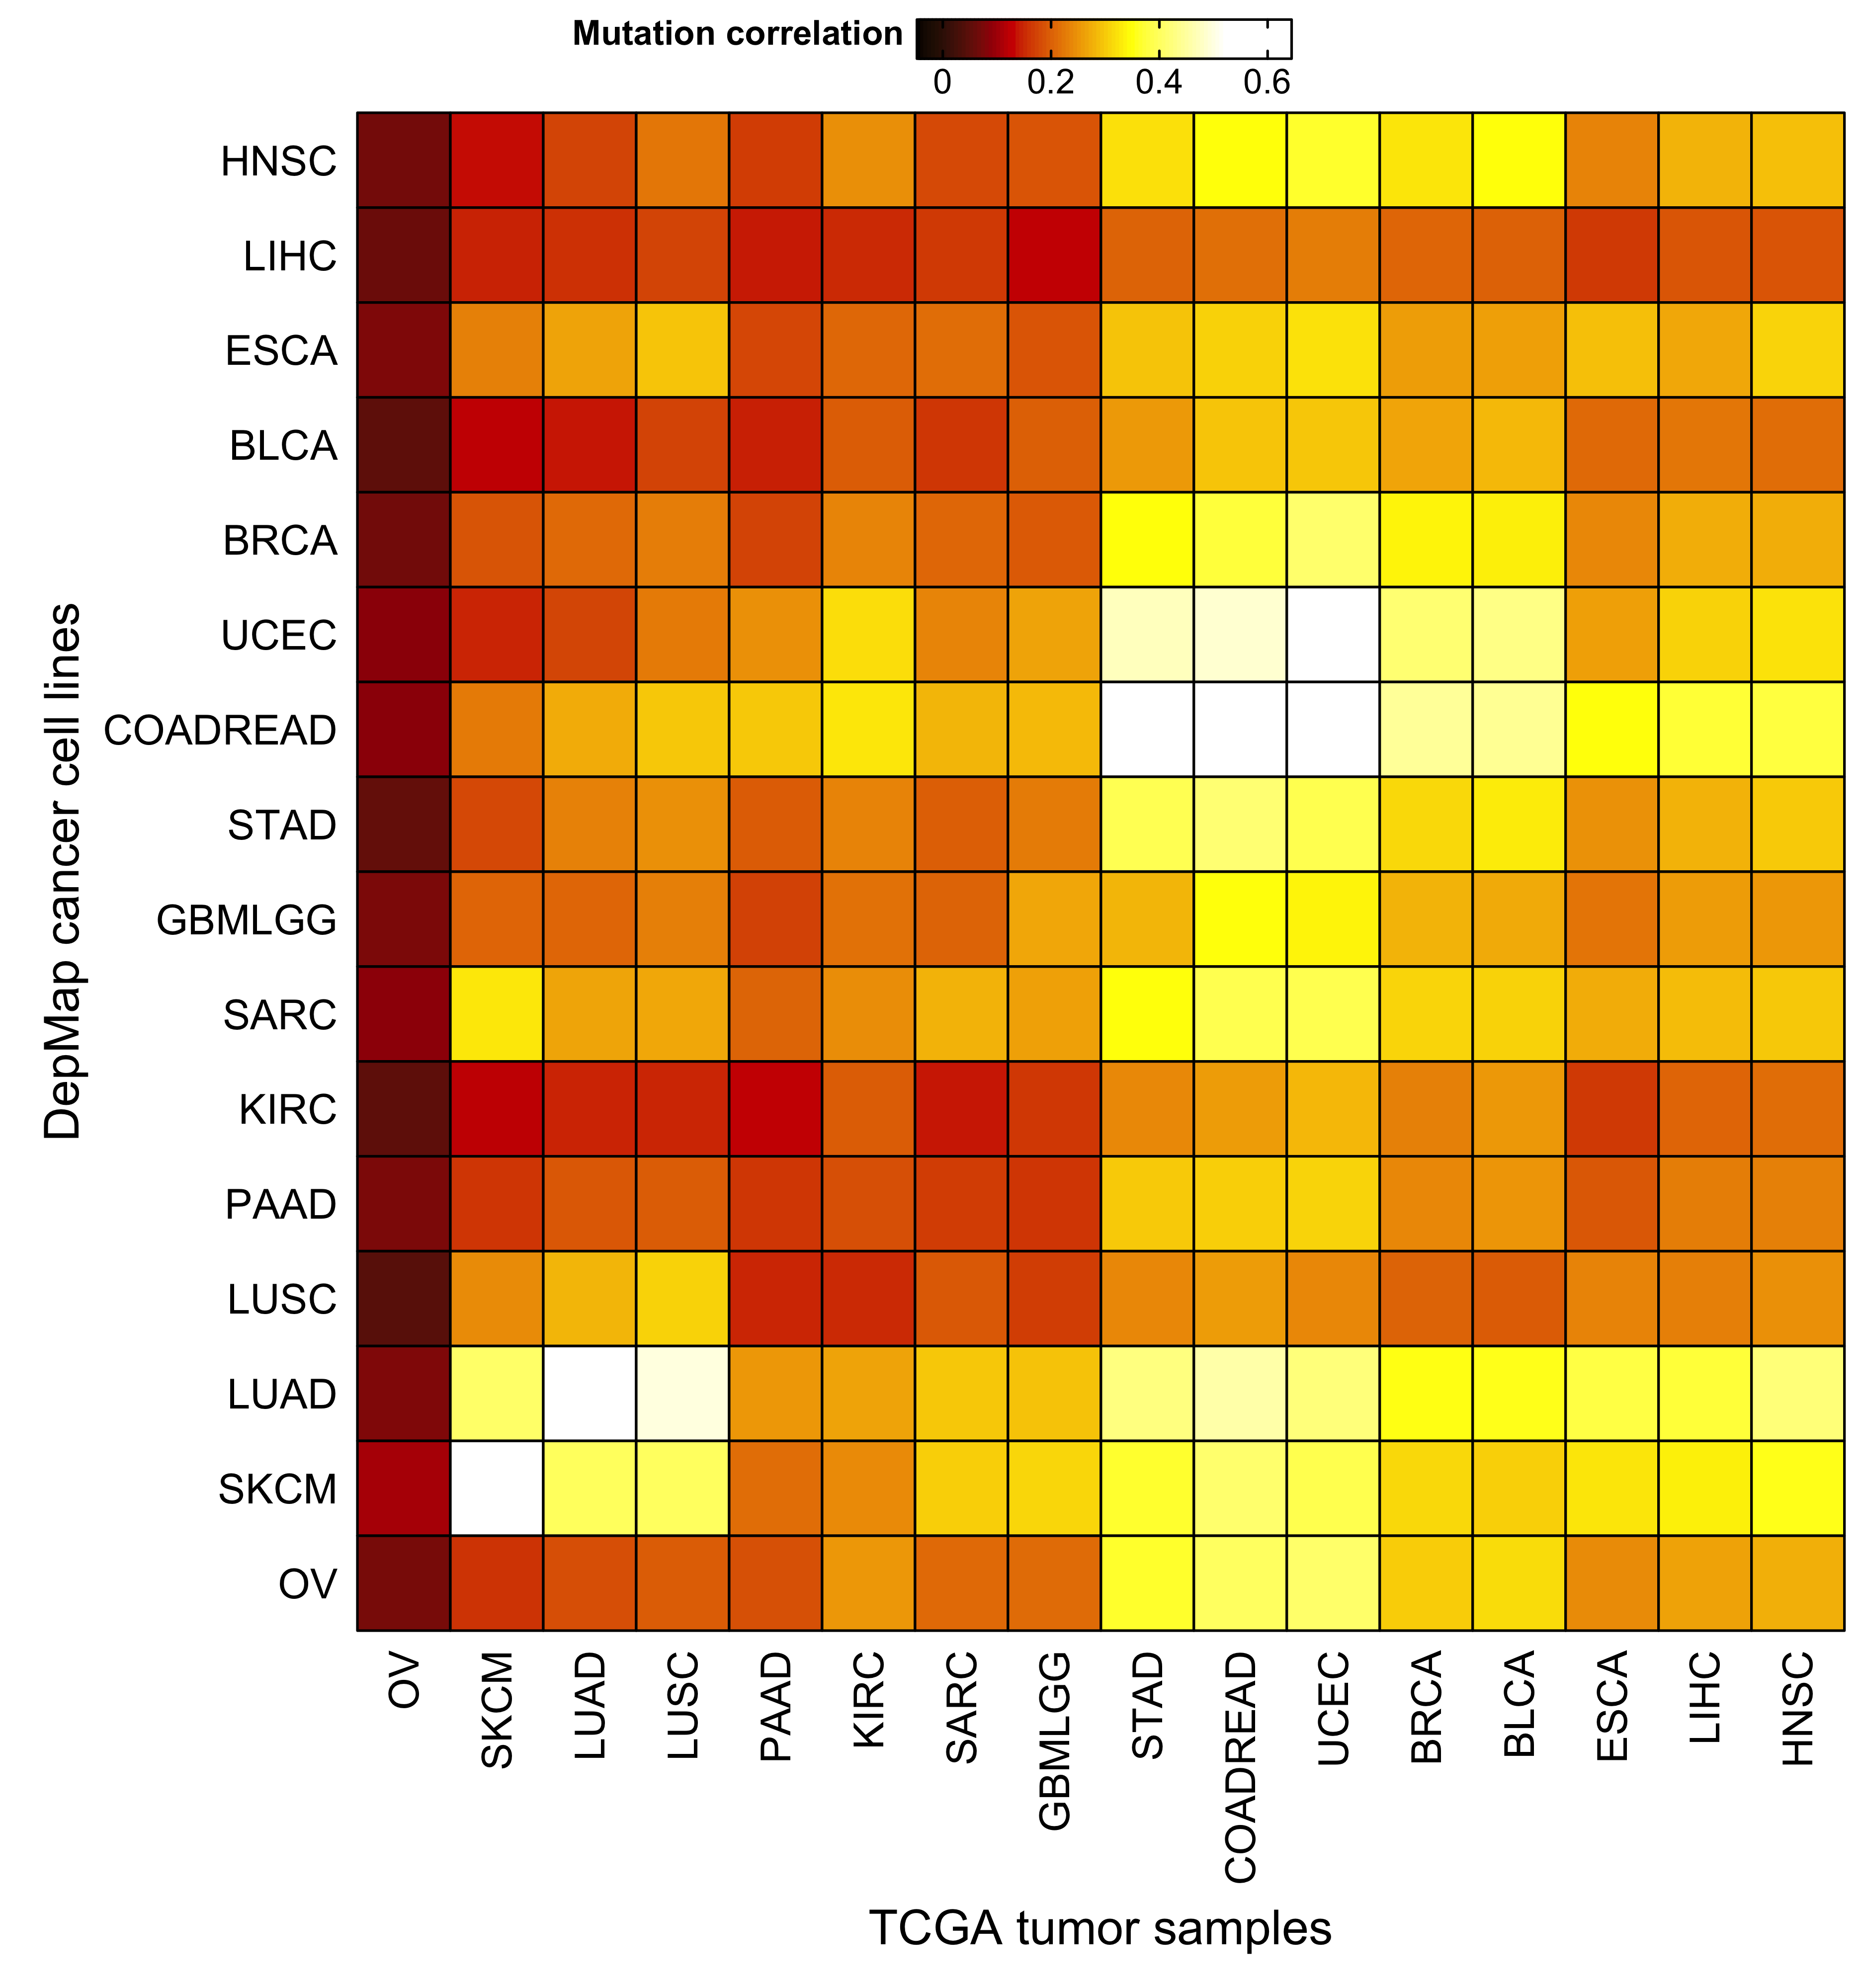 Mutation correlation
0 0.2 0.4 0.6
HNSC
LIHC
ESCA
BLCA
BRCA
UCEC
COADREAD
STAD
GBMLGG
SARC
KIRC
PAAD
LUSC
LUAD
SKCM
OV
DepMap cancer cell lines
OV SKCM LUAD LUSC PAAD KIRC SARC GBMLGG STAD COADREAD UCEC BRCA BLCA ESCA LIHC HNSC
TCGA tumor samples